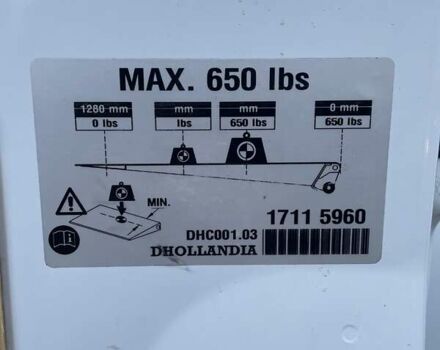 MAX. 650 lbs
1280 mm mm mm 0 mm
0 lbs lbs 650 lbs 650 lbs
MIN.
1711 5960
DHC001.03
DHOLLANDIA